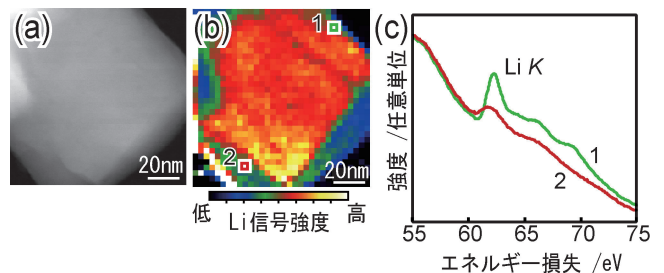 (a)
20nm
(b)
1
2
20nm
低 高
Li信号強度
(c)
強度 /任意単位
Li K
1
2
55 60 65 70 75
エネルギー損失 /eV